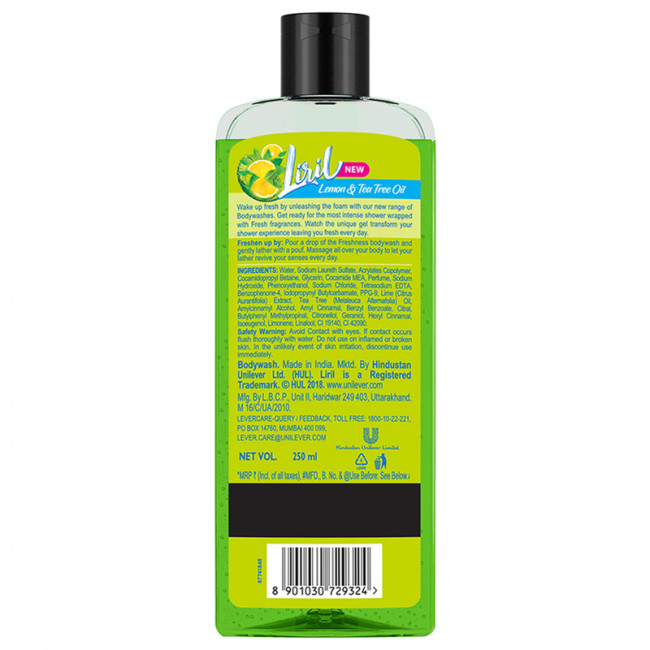 Liril NEW
Lemon & Tea Tree Oil
Wake up fresh by unleashing the foam with our new range of
Bodywashes. Get ready for the most intense shower wrapped
with Fresh fragrances. Watch the unique gel transform your
shower experience leaving you fresh every day.
Freshen up by: Pour a drop of the Freshness bodywash and
gently lather with a pouf. Massage all over your body to let your
lather revive your senses every day.
INGREDIENTS: Water, Sodium Laureth Sulfate, Acrylates Copolymer,
Cocamidopropyl Betaine, Glycerin, Cocamide MEA, Perfume, Sodium
Hydroxide, Phenoxyethanol, Sodium Chloride, Tetrasodium EDTA,
Benzophenone-4, Iodopropynyl Butylcarbamate, PPG-9, Lime (Citrus
Aurantifolia) Extract, Tea Tree (Melaleuca Alternafolia) Oil,
Amylcinnamyl Alcohol, Amyl Cinnamal, Benzyl Benzoate, Citral,
Butylphenyl Methylpropinal, Citronellol, Geraniol, Hexyl Cinnamal,
Isoeugenol, Limonene, Linalool, CI 19140, CI 42090.
Safety Warning: Avoid Contact with eyes. If contact occurs
flush thoroughly with water. Do not use on inflamed or broken
skin. In the unlikely event of skin irritation, discontinue use
immediately.
Bodywash. Made in India. Mktd. By Hindustan
Unilever Ltd. (HUL). Liril is a Registered
Trademark. © HUL 2018. www.unilever.com
Mfg. By L.B.C.P., Unit II, Haridwar 249 403, Uttarakhand.
M 16/C/UA/2010.
LEVERCARE-QUERY / FEEDBACK, TOLL FREE: 1800-10-22-221,
PO BOX 14760, MUMBAI 400 099,
LEVER.CARE@UNILEVER.COM
Hindustan Unilever Limited
NET VOL. 250 ml
*MRP ₹ (Incl. of all taxes), #MFD., B. No. & @Use Before: See Below
67741848
8 901030 729324 >